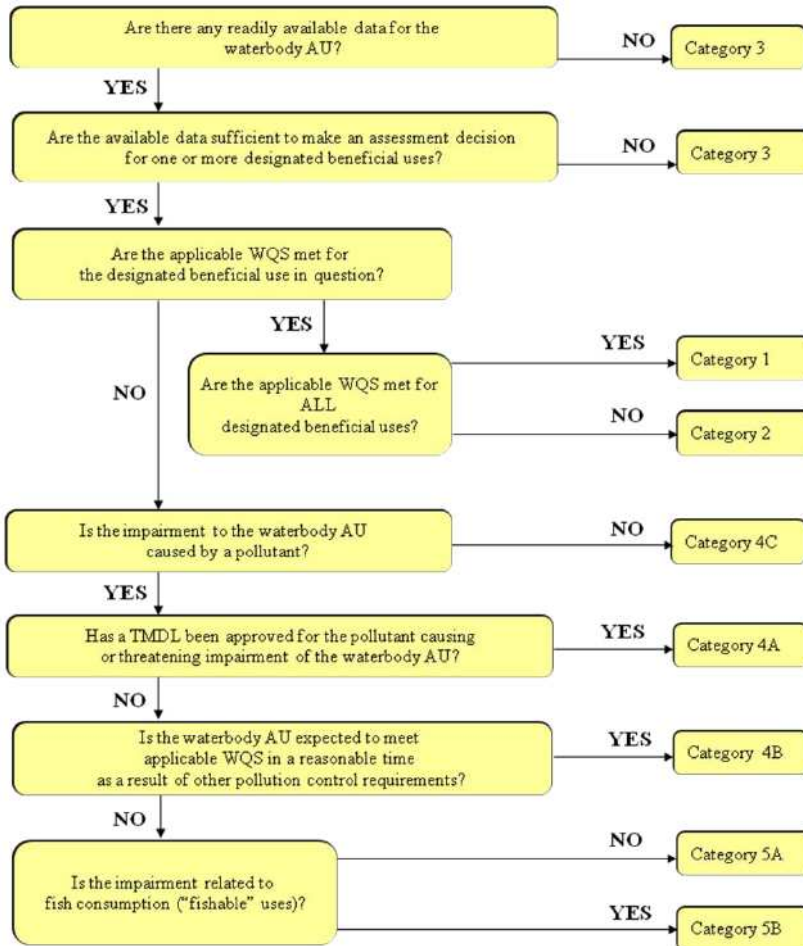 Are there any readily available data for the
waterbody AU?
NO
Category 3
YES
Are the available data sufficient to make an assessment decision
for one or more designated beneficial uses?
NO
Category 3
YES
Are the applicable WQS met for
the designated beneficial use in question?
YES
NO
Are the applicable WQS met for
ALL
designated beneficial uses?
YES
Category 1
NO
Category 2
Is the impairment to the waterbody AU
caused by a pollutant?
NO
Category 4C
YES
Has a TMDL been approved for the pollutant causing
or threatening impairment of the waterbody AU?
YES
Category 4A
NO
Is the waterbody AU expected to meet
applicable WQS in a reasonable time
as a result of other pollution control requirements?
YES
Category 4B
NO
Is the impairment related to
fish consumption (“fishable” uses)?
NO
Category 5A
YES
Category 5B